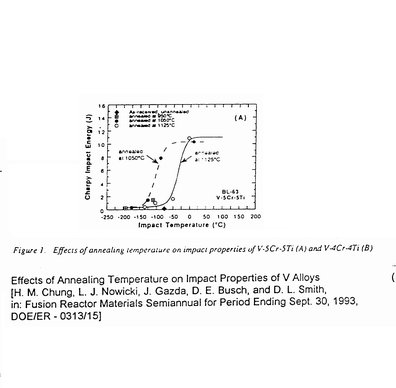 16
14
12
10
8
6
4
2
0
Charpy Impact Energy (J)
As-received, unannealed
annealed at 950°C
annealed at 1050°C
annealed at 1125°C
(A)
annealed
at 1050°C
annealed
at 1125°C
BL-63
V-5Cr-5Ti
-250 -200 -150 -100 -50 0 50 100 150 200
Impact Temperature (°C)
Figure 1. Effects of annealing temperature on impact properties of V-5Cr-5Ti (A) and V-4Cr-4Ti (B)
Effects of Annealing Temperature on Impact Properties of V Alloys
[H. M. Chung, L. J. Nowicki, J. Gazda, D. E. Busch, and D. L. Smith,
in: Fusion Reactor Materials Semiannual for Period Ending Sept. 30, 1993,
DOE/ER - 0313/15]
(